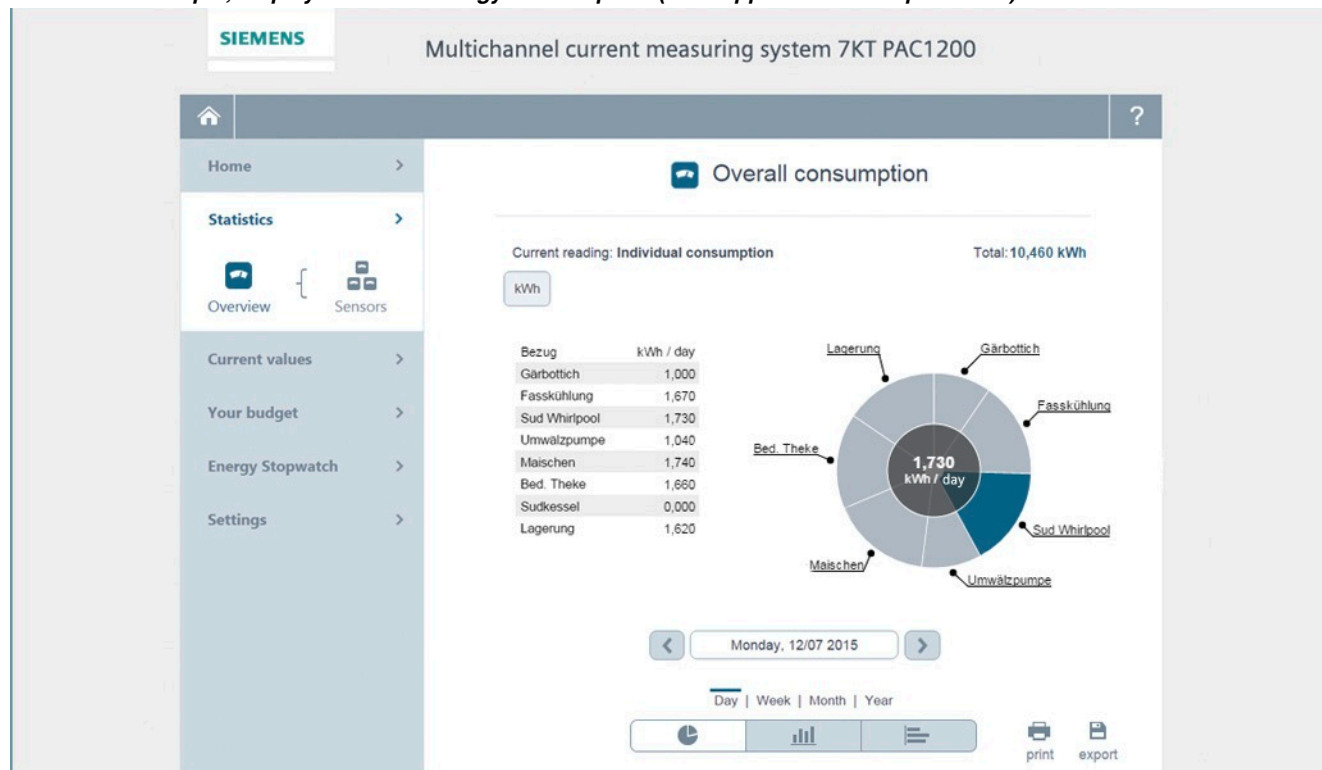 SIEMENS
Multichannel current measuring system 7KT PAC1200
?
Home
Statistics
Overview
Sensors
Current values
Your budget
Energy Stopwatch
Settings
Overall consumption
Current reading: Individual consumption
Total: 10,460 kWh
kWh
Bezug kWh / day
Gärbottich 1,000
Fasskühlung 1,670
Sud Whirlpool 1,730
Umwälzpumpe 1,040
Maischen 1,740
Bed. Theke 1,660
Sudkessel 0,000
Lagerung 1,620
Lagerung
Gärbottich
Fasskühlung
Bed. Theke
1,730
kWh / day
Sud Whirlpool
Maischen
Umwälzpumpe
Monday, 12/07 2015
Day | Week | Month | Year
print
export